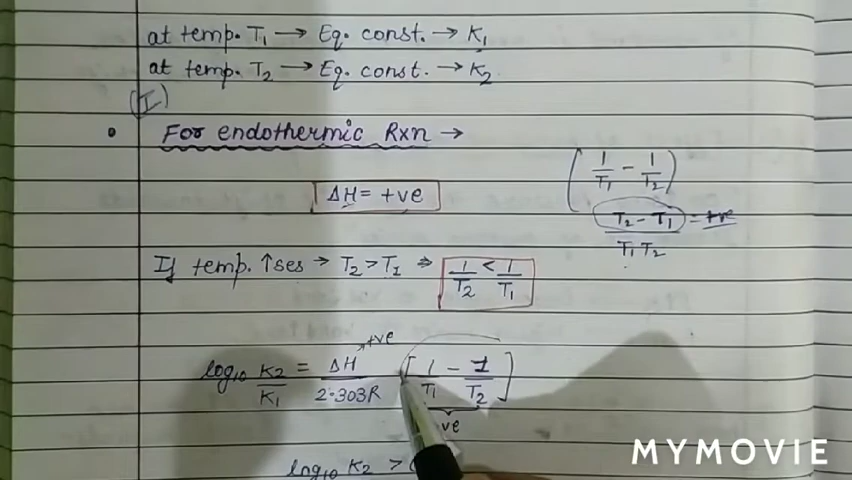 at temp. T₁ → Eq. const. → K₁
at temp. T₂ → Eq. const. → K₂
(I)
• For endothermic Rxn →
ΔH = +ve
(1/T₁ - 1/T₂)
T₂ - T₁ / T₁T₂ = +ve
If temp. ↑ses → T₂ > T₁ ⇒ 1/T₂ < 1/T₁
log₁₀ K₂/K₁ = ΔH / 2.303R [1/T₁ - 1/T₂]
+ve
ve
log₁₀ K₂ >
MYMOVIE